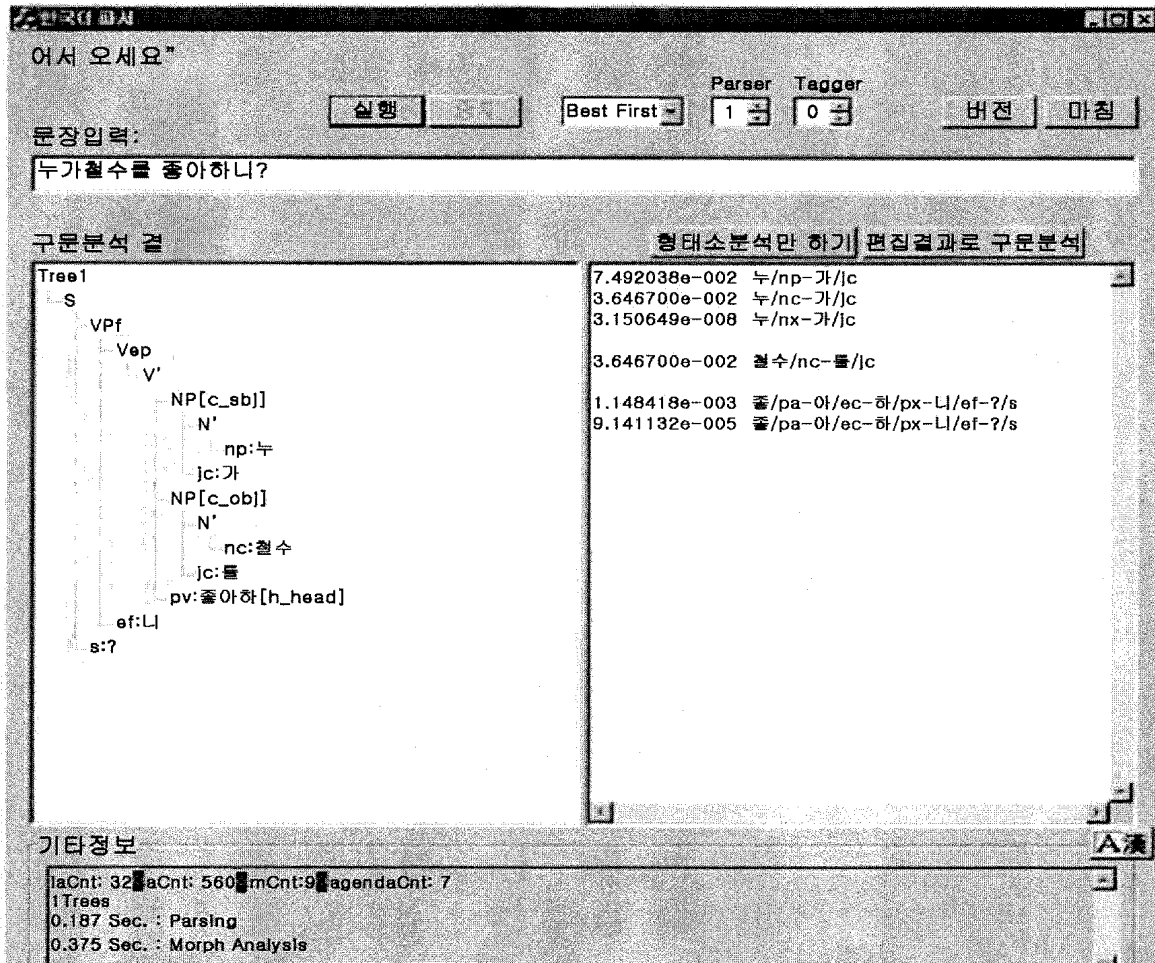 한국어 파서
어서 오세요"
Parser Tagger
실행 Best First 1 0 버전 마침
문장입력:
누가철수를 좋아하니?
구문분석 결 형태소분석만 하기 편집결과로 구문분석
Tree1
S
VPf
Vep
V'
NP[c_sbj]
N'
np:누
jc:가
NP[c_obj]
N'
nc:철수
jc:를
pv:좋아하[h_head]
ef:니
s:?
7.492038e-002 누/np-가/jc
3.646700e-002 누/nc-가/jc
3.150649e-008 누/nx-가/jc
3.646700e-002 철수/nc-를/jc
1.148418e-003 좋/pa-아/ec-하/px-니/ef-?/s
9.141132e-005 좋/pa-아/ec-하/px-니/ef-?/s
기타정보 A漢
laCnt: 32 aCnt: 560 mCnt:9 agendaCnt: 7
1Trees
0.187 Sec. : Parsing
0.375 Sec. : Morph Analysis